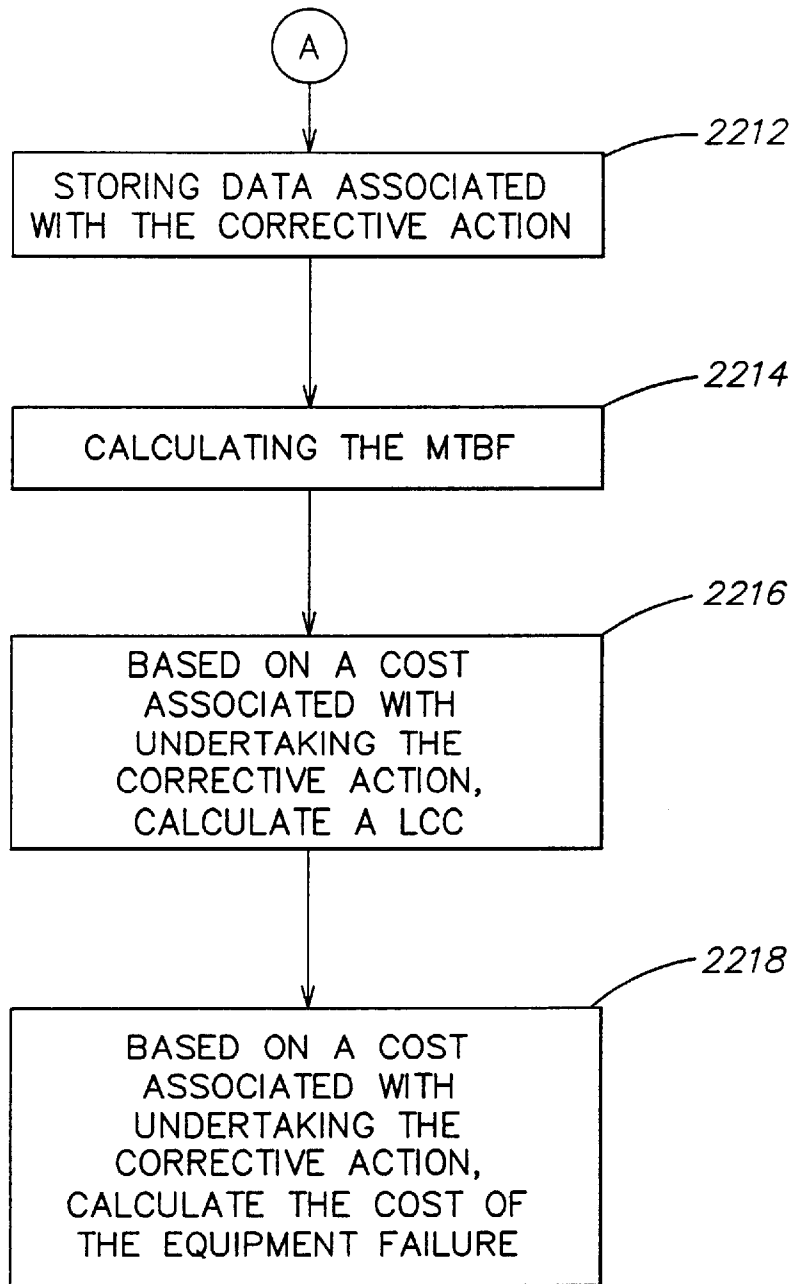 A
2212
STORING DATA ASSOCIATED
WITH THE CORRECTIVE ACTION
2214
CALCULATING THE MTBF
2216
BASED ON A COST
ASSOCIATED WITH
UNDERTAKING THE
CORRECTIVE ACTION,
CALCULATE A LCC
2218
BASED ON A COST
ASSOCIATED WITH
UNDERTAKING THE
CORRECTIVE ACTION,
CALCULATE THE COST OF
THE EQUIPMENT FAILURE